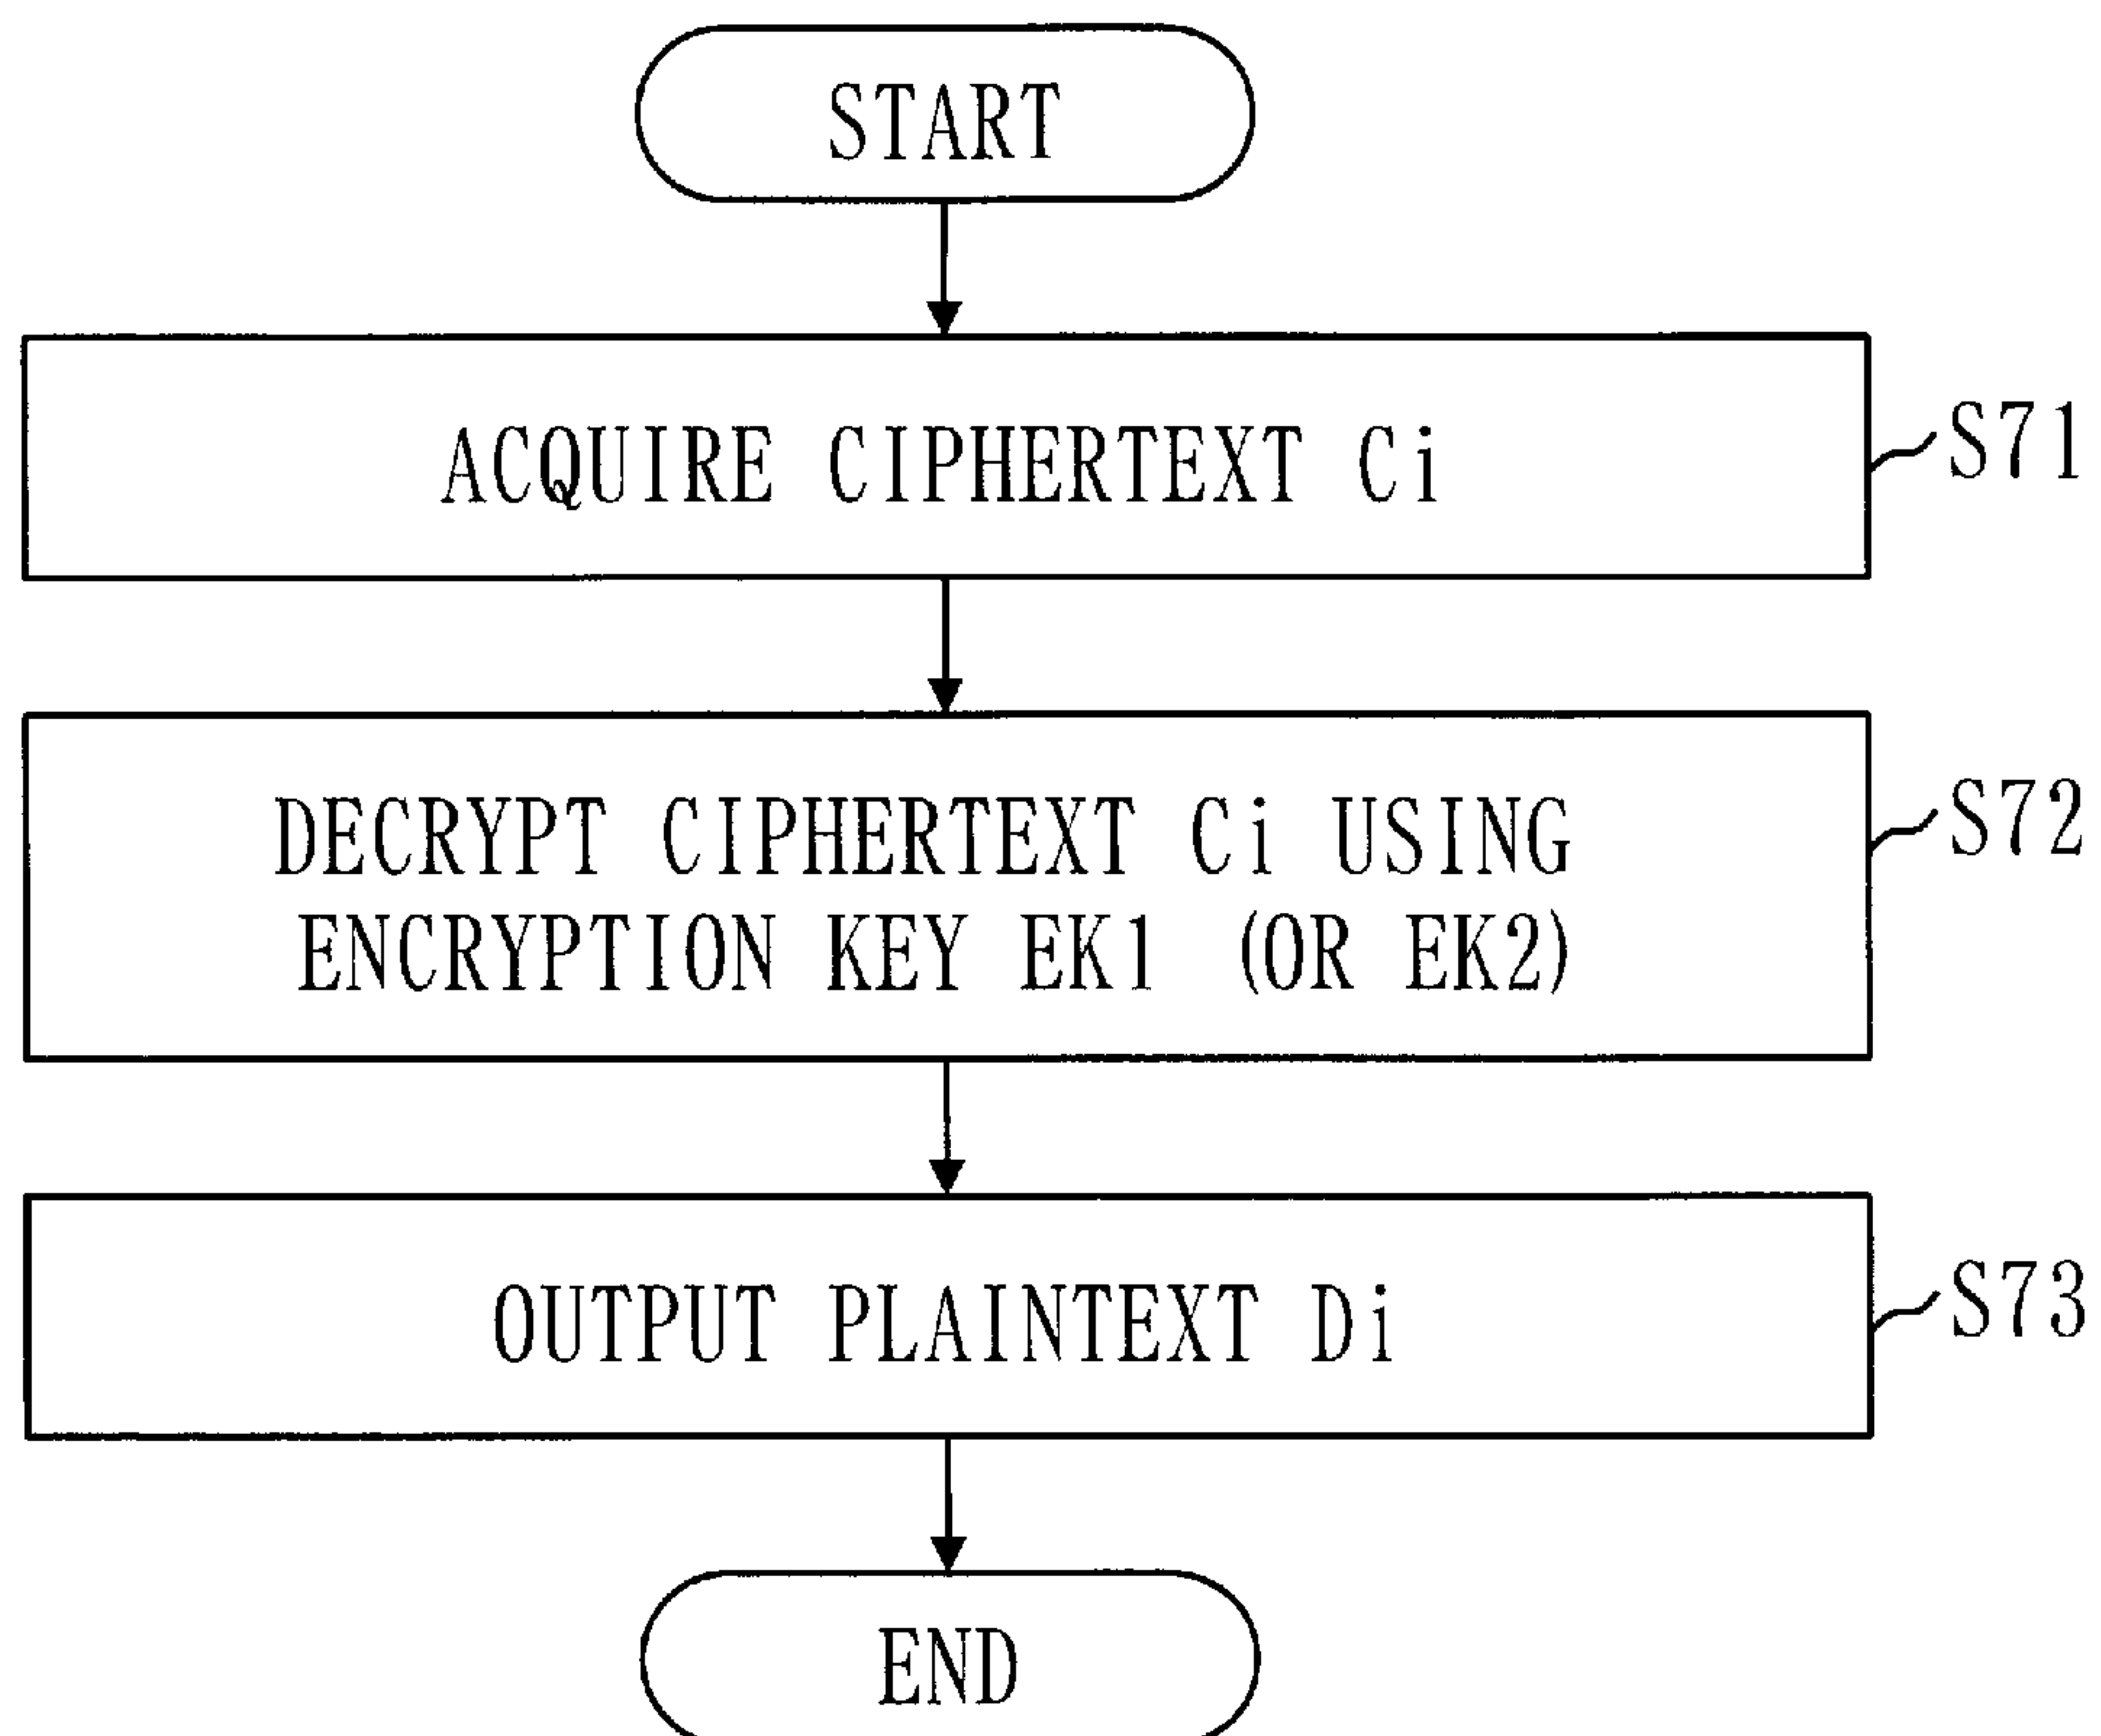 START
ACQUIRE CIPHERTEXT Ci
S71
DECRYPT CIPHERTEXT Ci USING
ENCRYPTION KEY EK1 (OR EK2)
S72
OUTPUT PLAINTEXT Di
S73
END